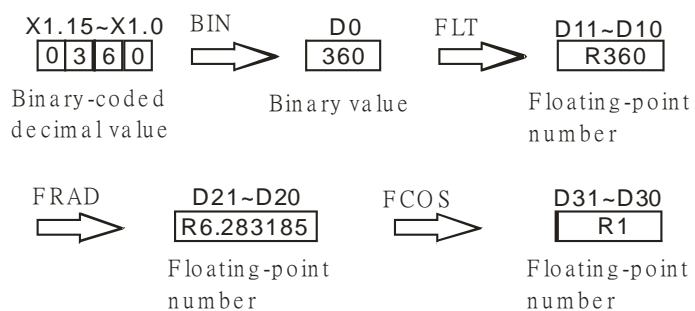 X1.15~X1.0 BIN D0 FLT D11~D10
0 3 6 0 360 R360
Binary-coded decimal value Binary value Floating-point number
FRAD D21~D20 FCOS D31~D30
R6.283185 R1
Floating-point number Floating-point number